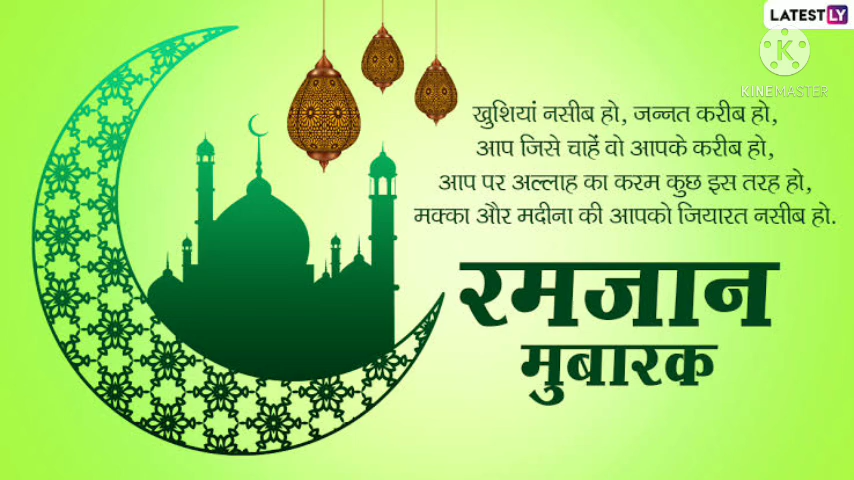 LATESTLY
K
KINEMASTER
खुशियां नसीब हो, जन्नत करीब हो,
आप जिसे चाहें वो आपके करीब हो,
आप पर अल्लाह का करम कुछ इस तरह हो,
मक्का और मदीना की आपको जियारत नसीब हो.
रमजान
मुबारक